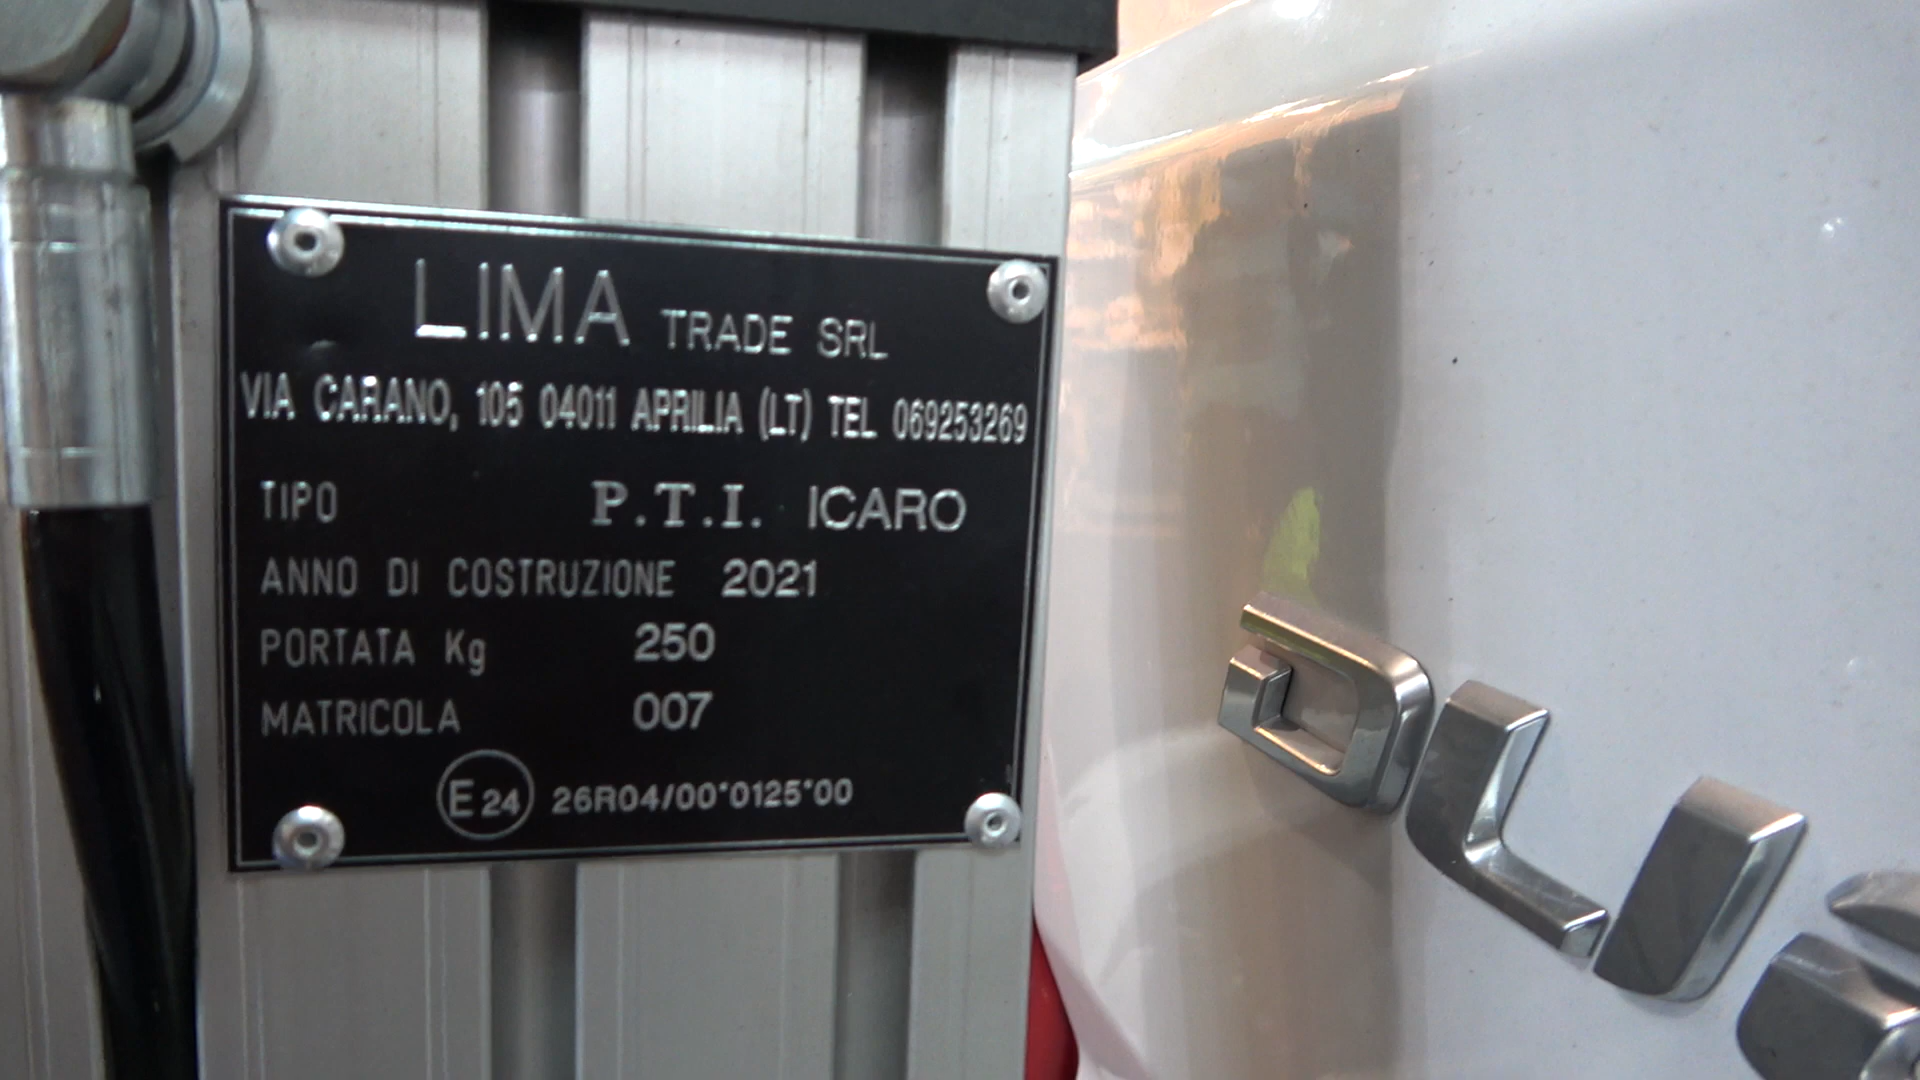 LIMA TRADE SRL
VIA CARANO, 105 04011 APRILIA (LT) TEL 069253269
TIPO P.T.I. ICARO
ANNO DI COSTRUZIONE 2021
PORTATA Kg 250
MATRICOLA 007
E24 26R04/00*0125*00